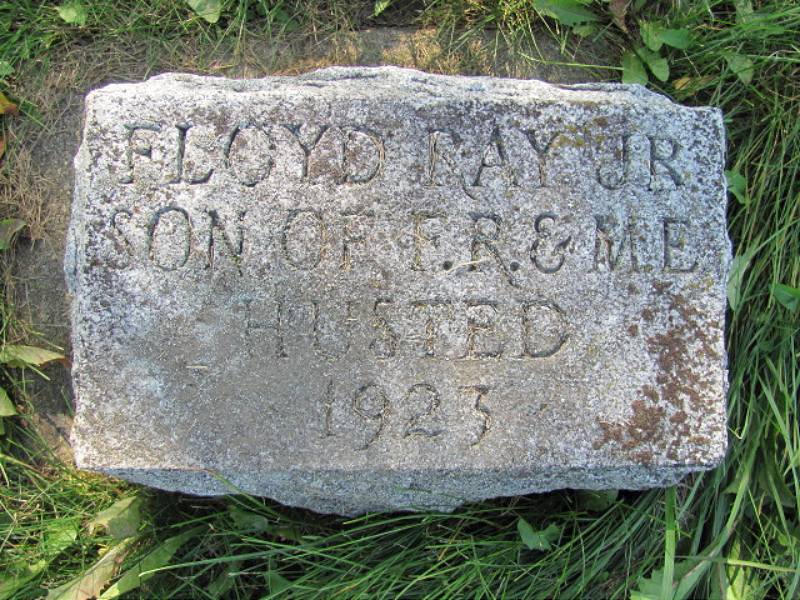 FLOYD RAY JR
SON OF F.R. & M.E
HUSTED
1923